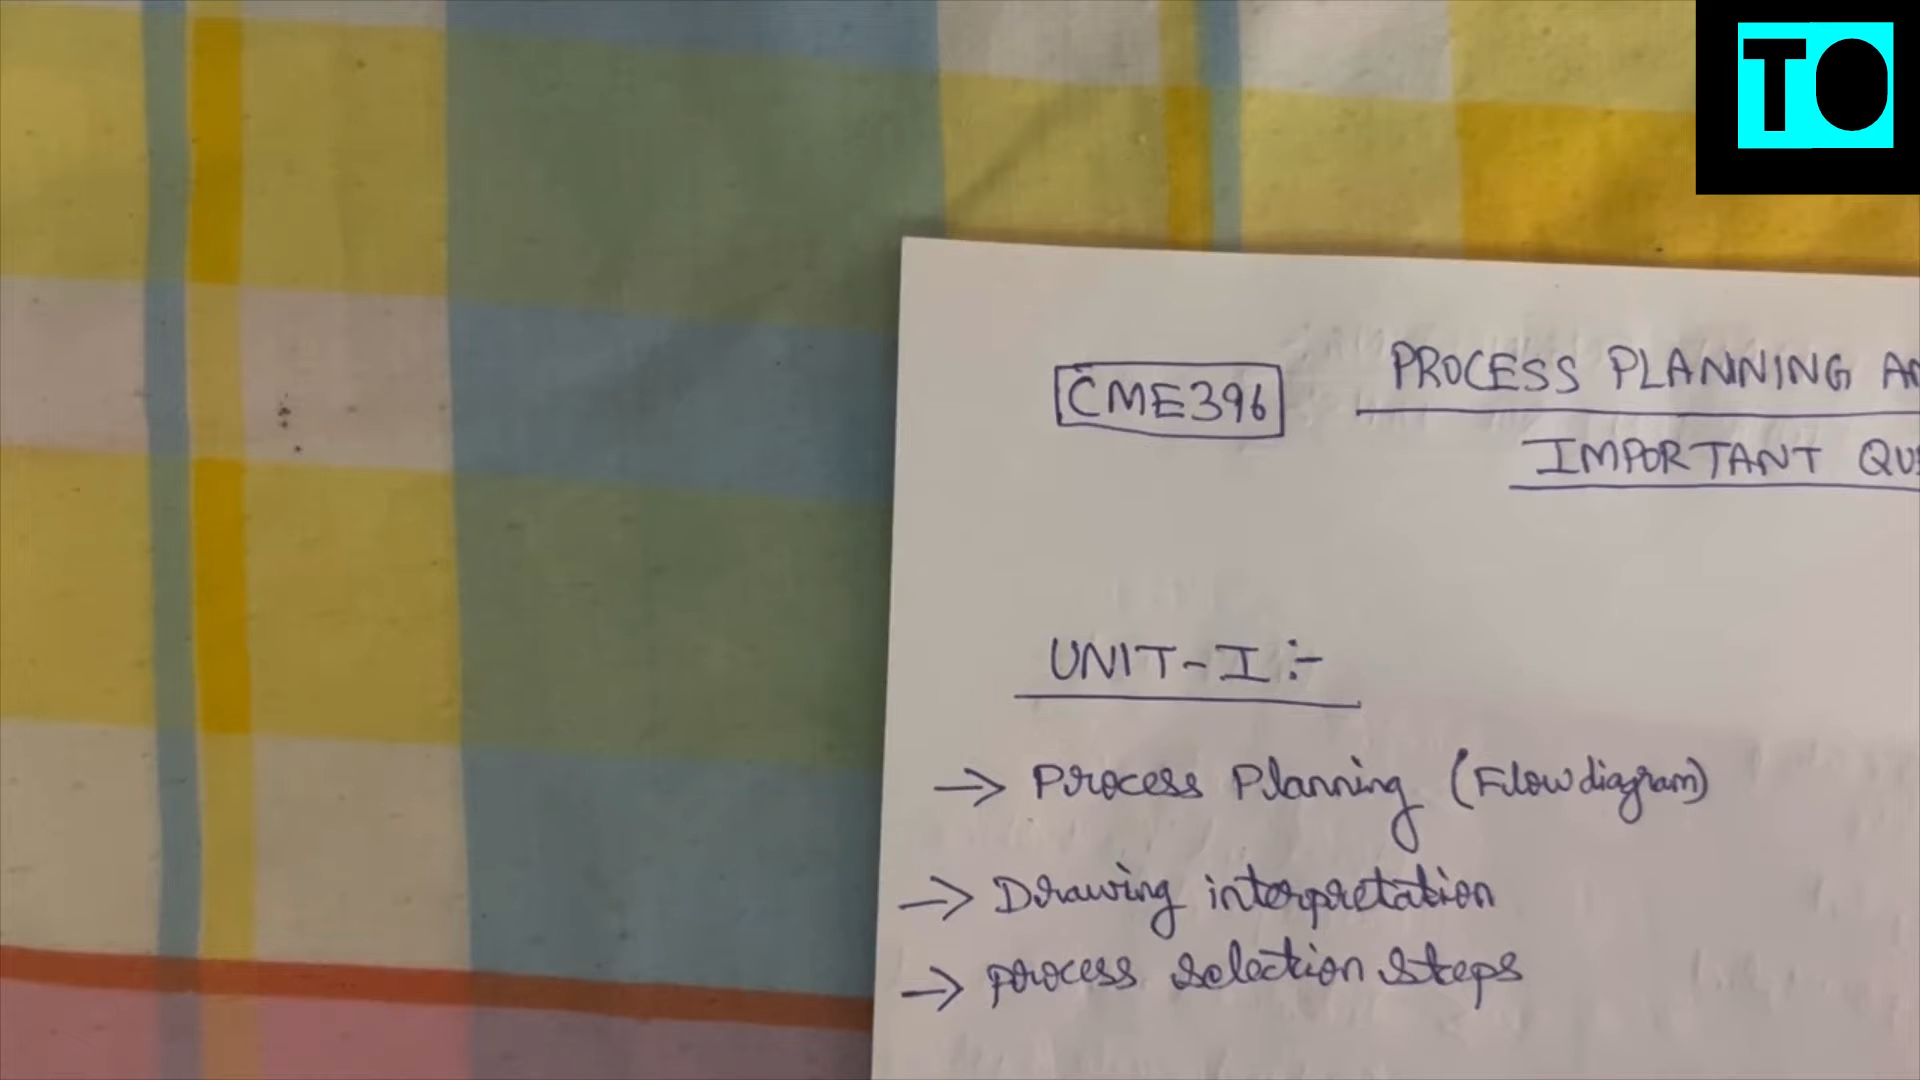 TO
CME396
PROCESS PLANNING
IMPORTANT
UNIT-I :-
→ Process Planning (Flow diagram)
→ Drawing interpretation
→ process selection steps